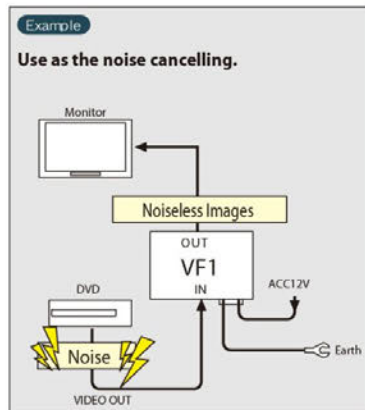 Example
Use as the noise cancelling.
Monitor
Noiseless Images
OUT
VF1
IN
ACC12V
DVD
Noise
Earth
VIDEO OUT